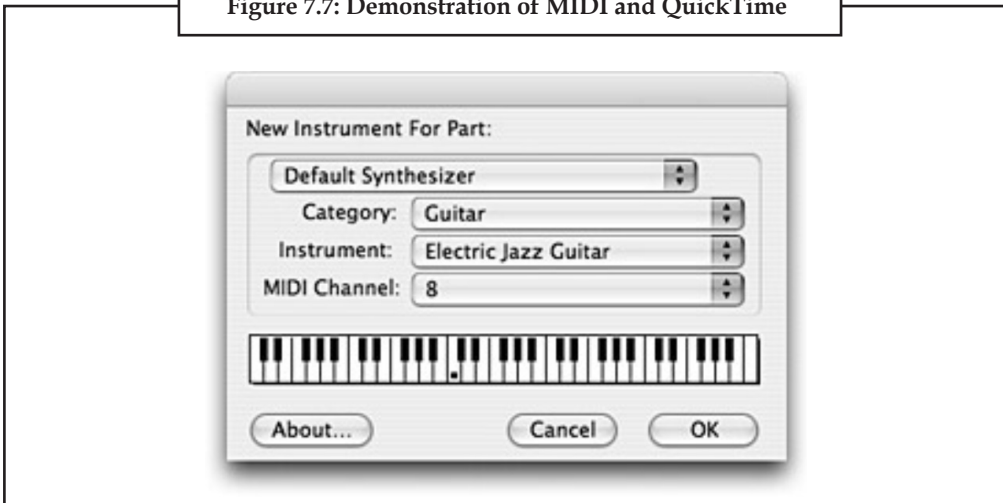 Figure 7.7: Demonstration of MIDI and QuickTime
New Instrument For Part:
Default Synthesizer
Category: Guitar
Instrument: Electric Jazz Guitar
MIDI Channel: 8
About... Cancel OK